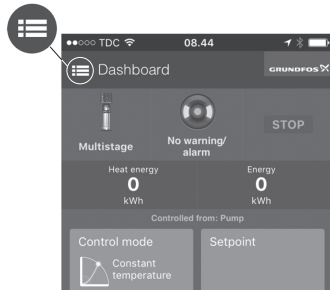 TDC 08.44
Dashboard GRUNDFOS
STOP
Multistage
No warning/
alarm
Heat energy
0
kWh
Energy
0
kWh
Controlled from: Pump
Control mode
Constant
temperature
Setpoint